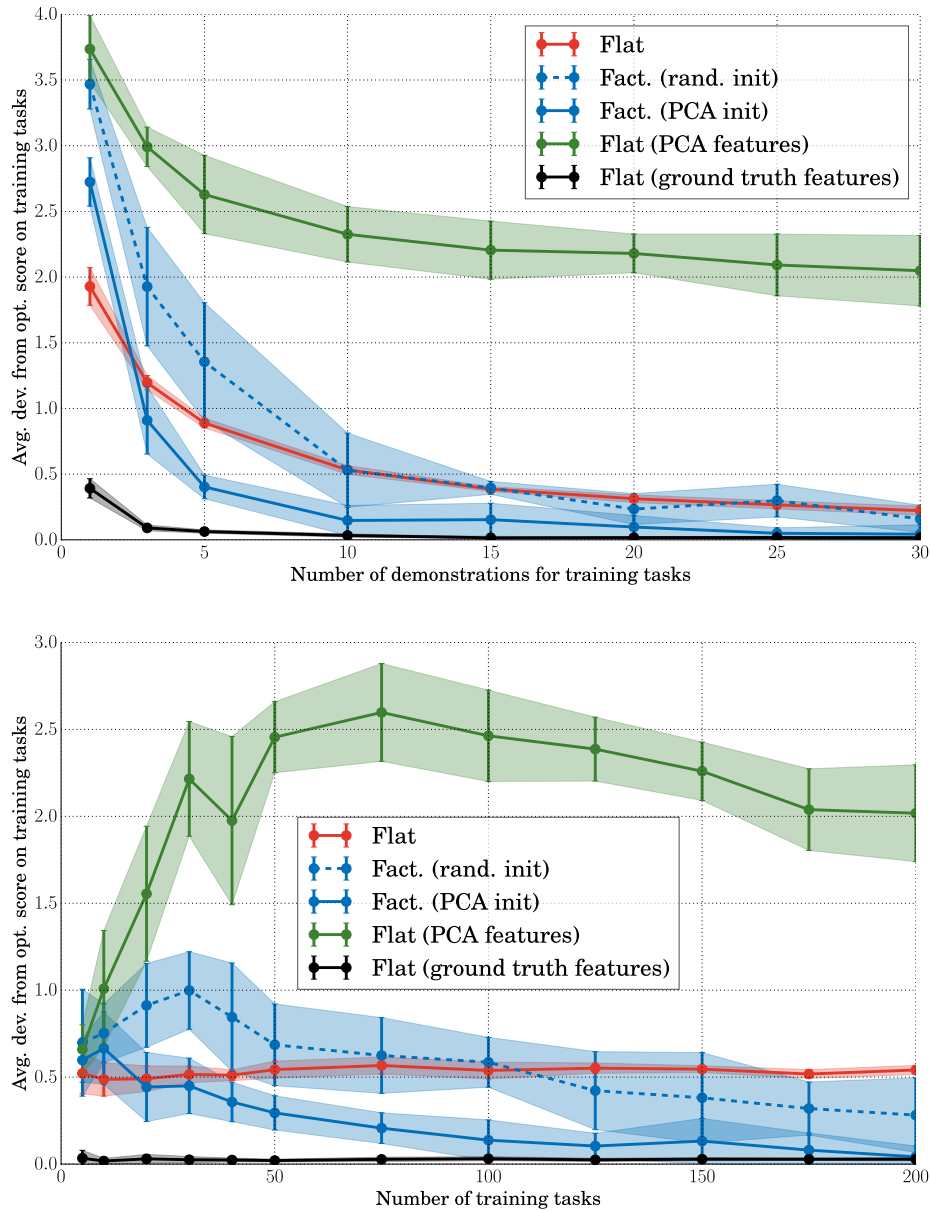 4.0
3.5
3.0
2.5
2.0
1.5
1.0
0.5
0.0
Avg. dev. from opt. score on training tasks
Flat
Fact. (rand. init)
Fact. (PCA init)
Flat (PCA features)
Flat (ground truth features)
0 5 10 15 20 25 30
Number of demonstrations for training tasks
3.0
2.5
2.0
1.5
1.0
0.5
0.0
Avg. dev. from opt. score on training tasks
Flat
Fact. (rand. init)
Fact. (PCA init)
Flat (PCA features)
Flat (ground truth features)
0 50 100 150 200
Number of training tasks